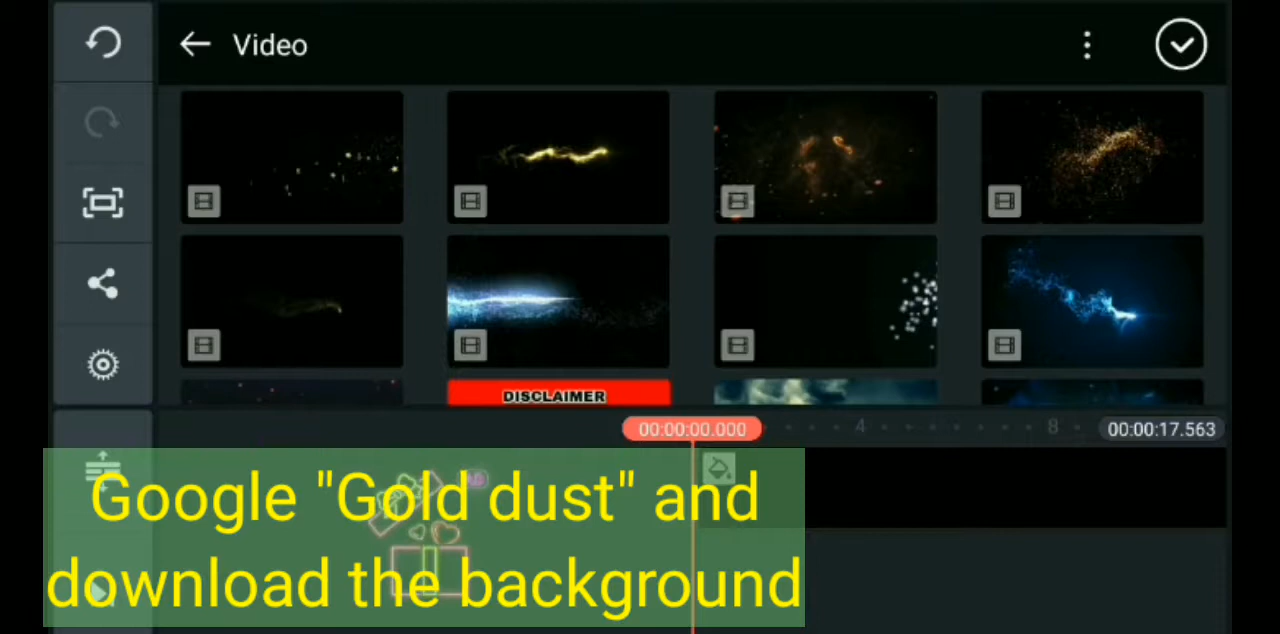 Video
DISCLAIMER
00:00:00.000
4
8
00:00:17.563
Google "Gold dust" and
download the background